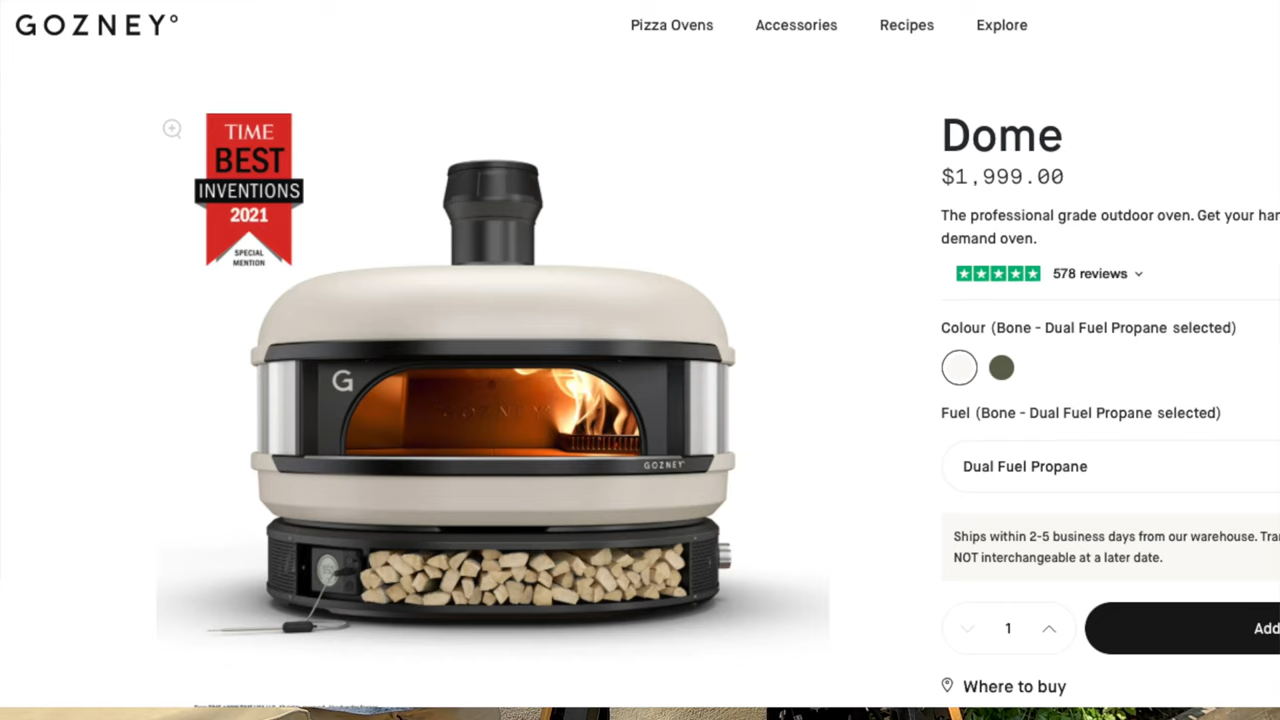 GOZNEY°
Pizza Ovens
Accessories
Recipes
Explore
TIME
BEST
INVENTIONS
2021
SPECIAL
MENTION
G
GOZNEY
GOZNEY
Dome
$1,999.00
The professional grade outdoor oven. Get your
demand oven.
578 reviews
Colour (Bone - Dual Fuel Propane selected)
Fuel (Bone - Dual Fuel Propane selected)
Dual Fuel Propane
Ships within 2-5 business days from our warehouse.
NOT interchangeable at a later date.
1
Add
Where to buy